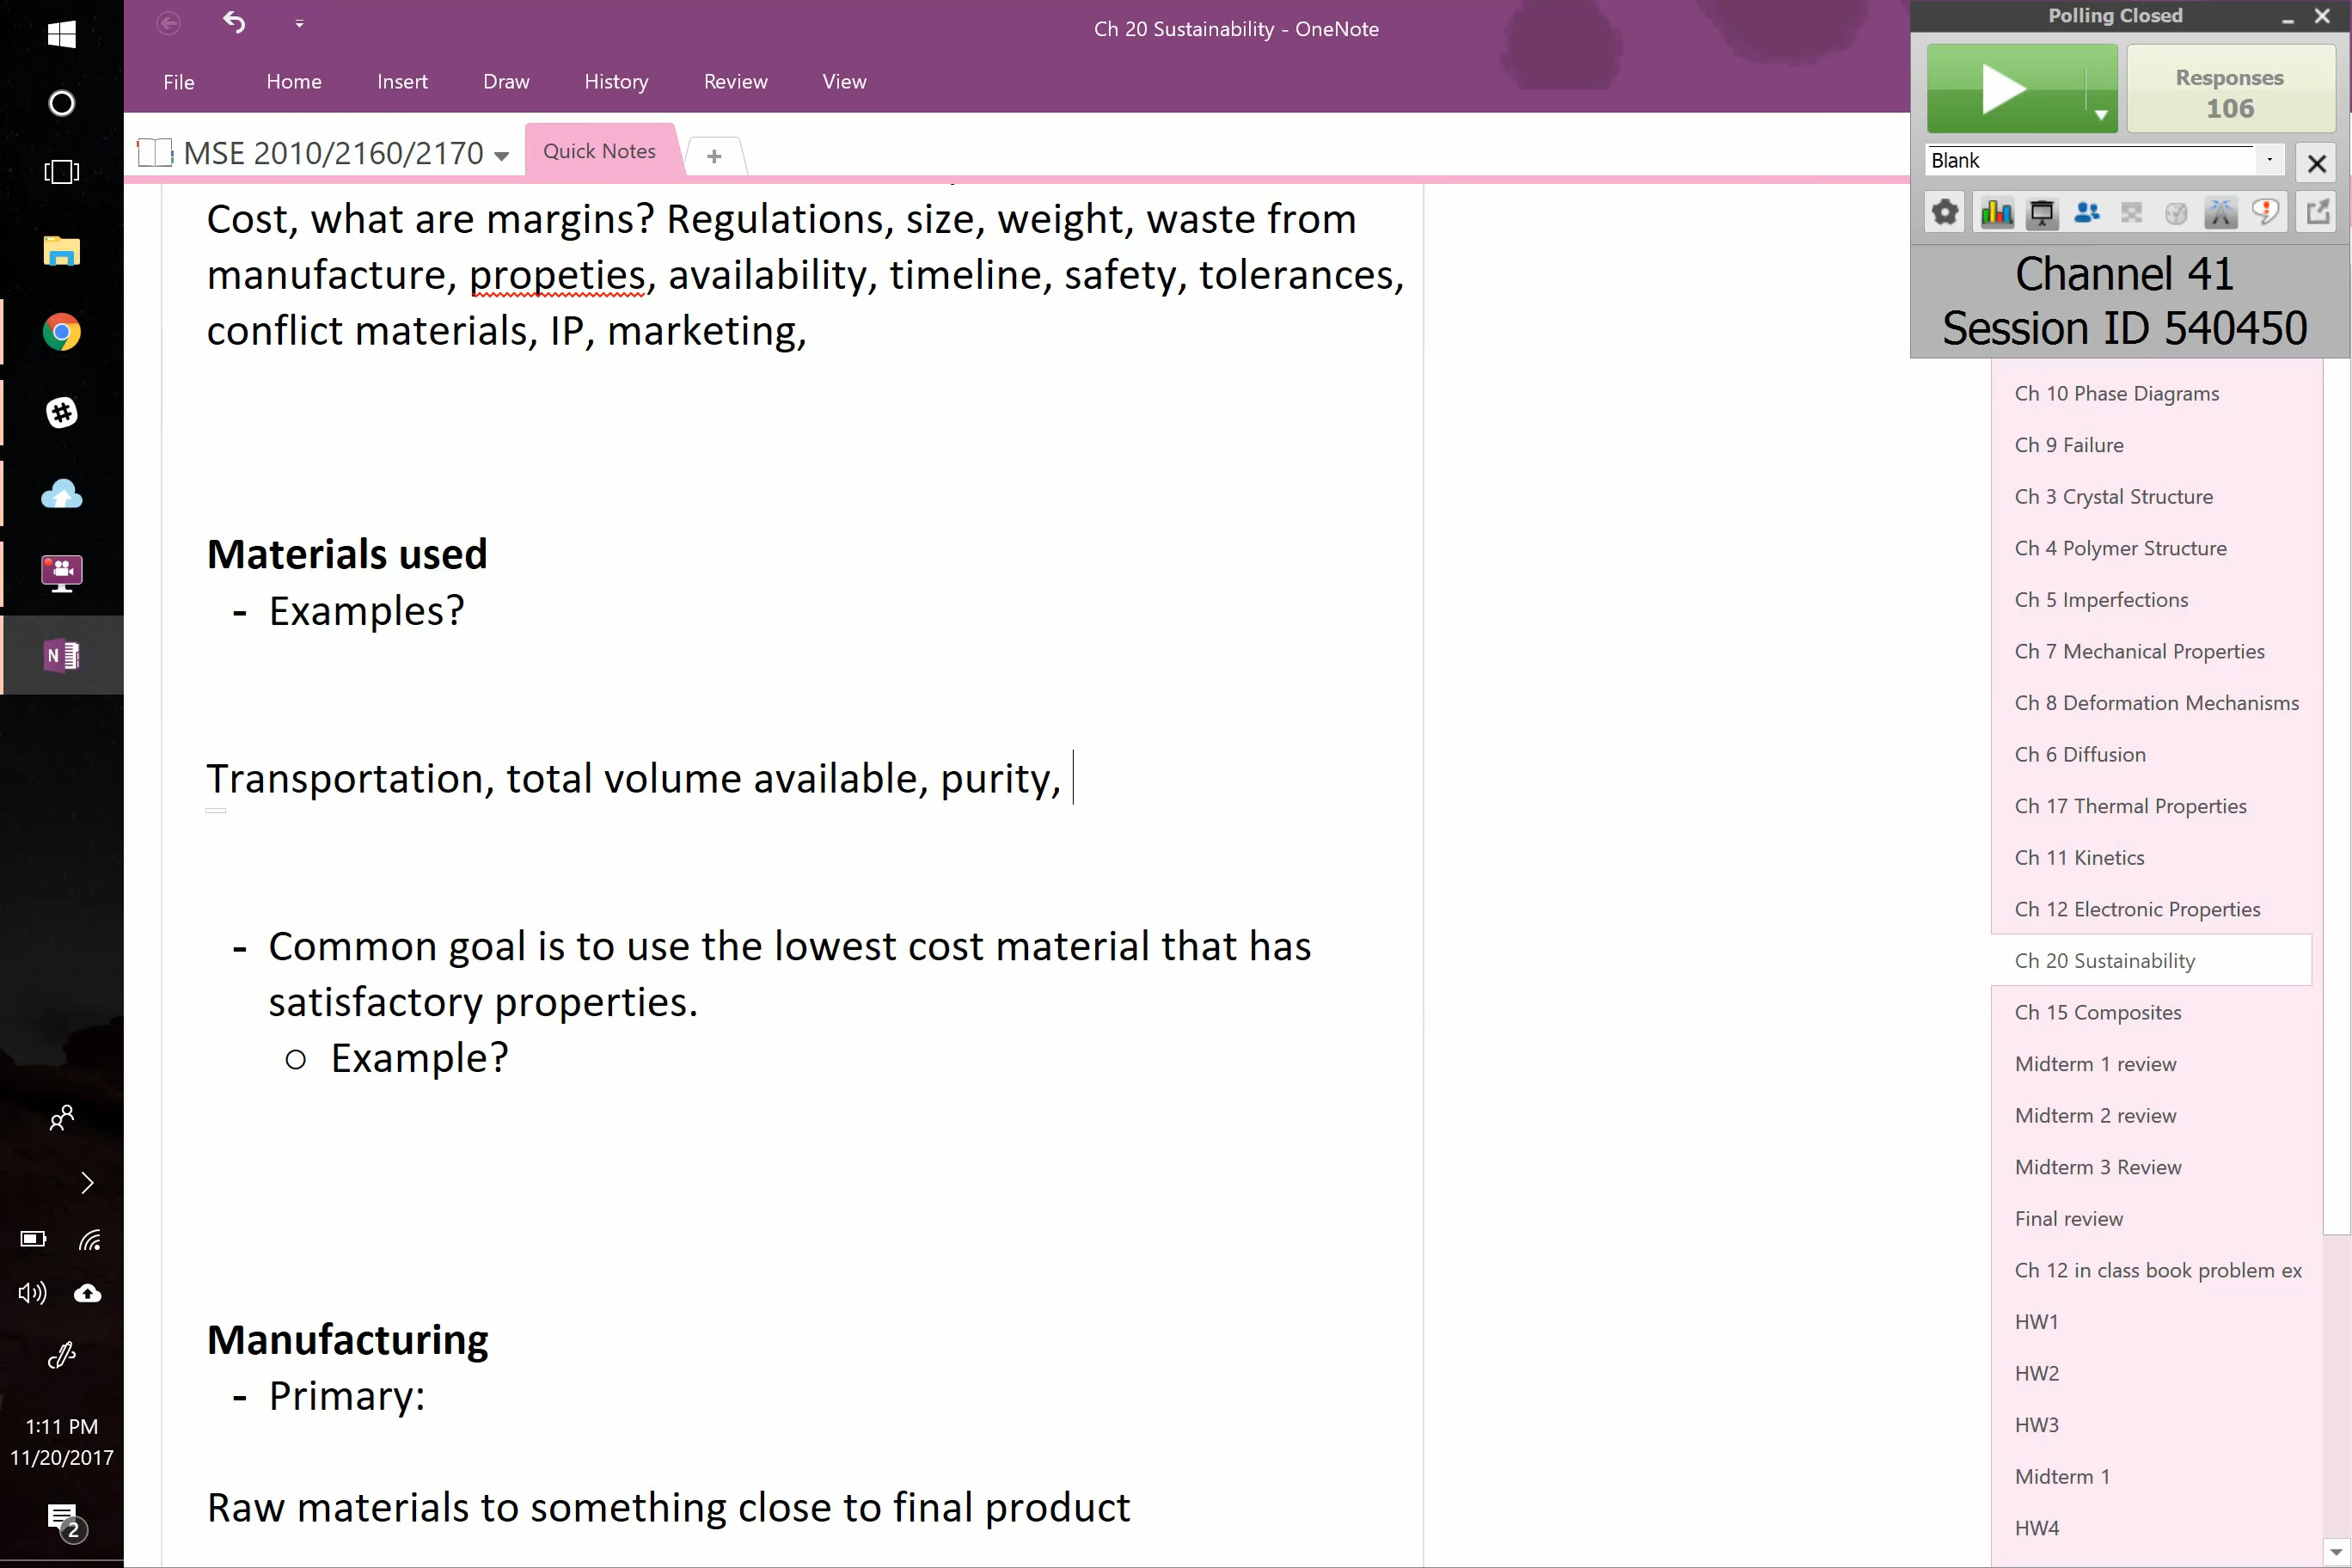 Ch 20 Sustainability - OneNote
File Home Insert Draw History Review View
MSE 2010/2160/2170
Quick Notes
Cost, what are margins? Regulations, size, weight, waste from
manufacture, propeties, availability, timeline, safety, tolerances,
conflict materials, IP, marketing,
Materials used
- Examples?
Transportation, total volume available, purity,
- Common goal is to use the lowest cost material that has
satisfactory properties.
○ Example?
Manufacturing
- Primary:
Raw materials to something close to final product
Polling Closed
Responses
106
Blank
Channel 41
Session ID 540450
Ch 10 Phase Diagrams
Ch 9 Failure
Ch 3 Crystal Structure
Ch 4 Polymer Structure
Ch 5 Imperfections
Ch 7 Mechanical Properties
Ch 8 Deformation Mechanisms
Ch 6 Diffusion
Ch 17 Thermal Properties
Ch 11 Kinetics
Ch 12 Electronic Properties
Ch 20 Sustainability
Ch 15 Composites
Midterm 1 review
Midterm 2 review
Midterm 3 Review
Final review
Ch 12 in class book problem ex
HW1
HW2
HW3
Midterm 1
HW4
N
1:11 PM
11/20/2017
2